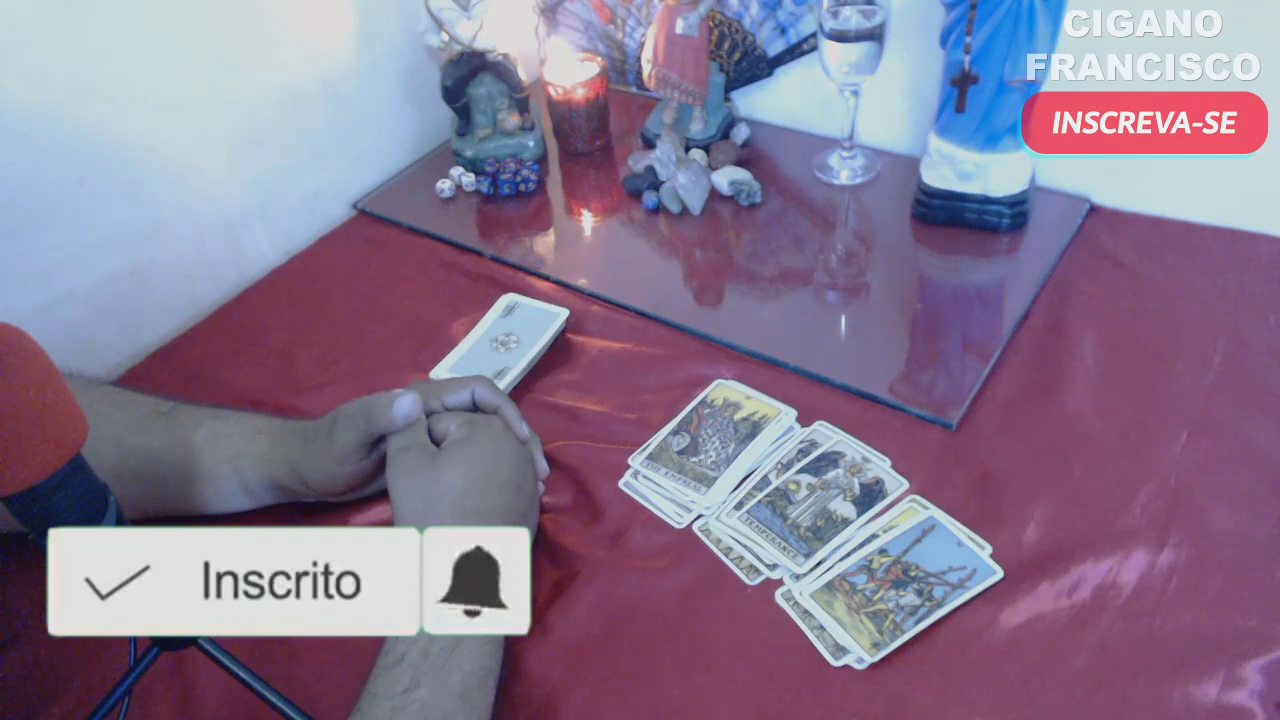 CIGANO
FRANCISCO
INSCREVA-SE
THE EMPRESS
TEMPERANCE
Inscrito